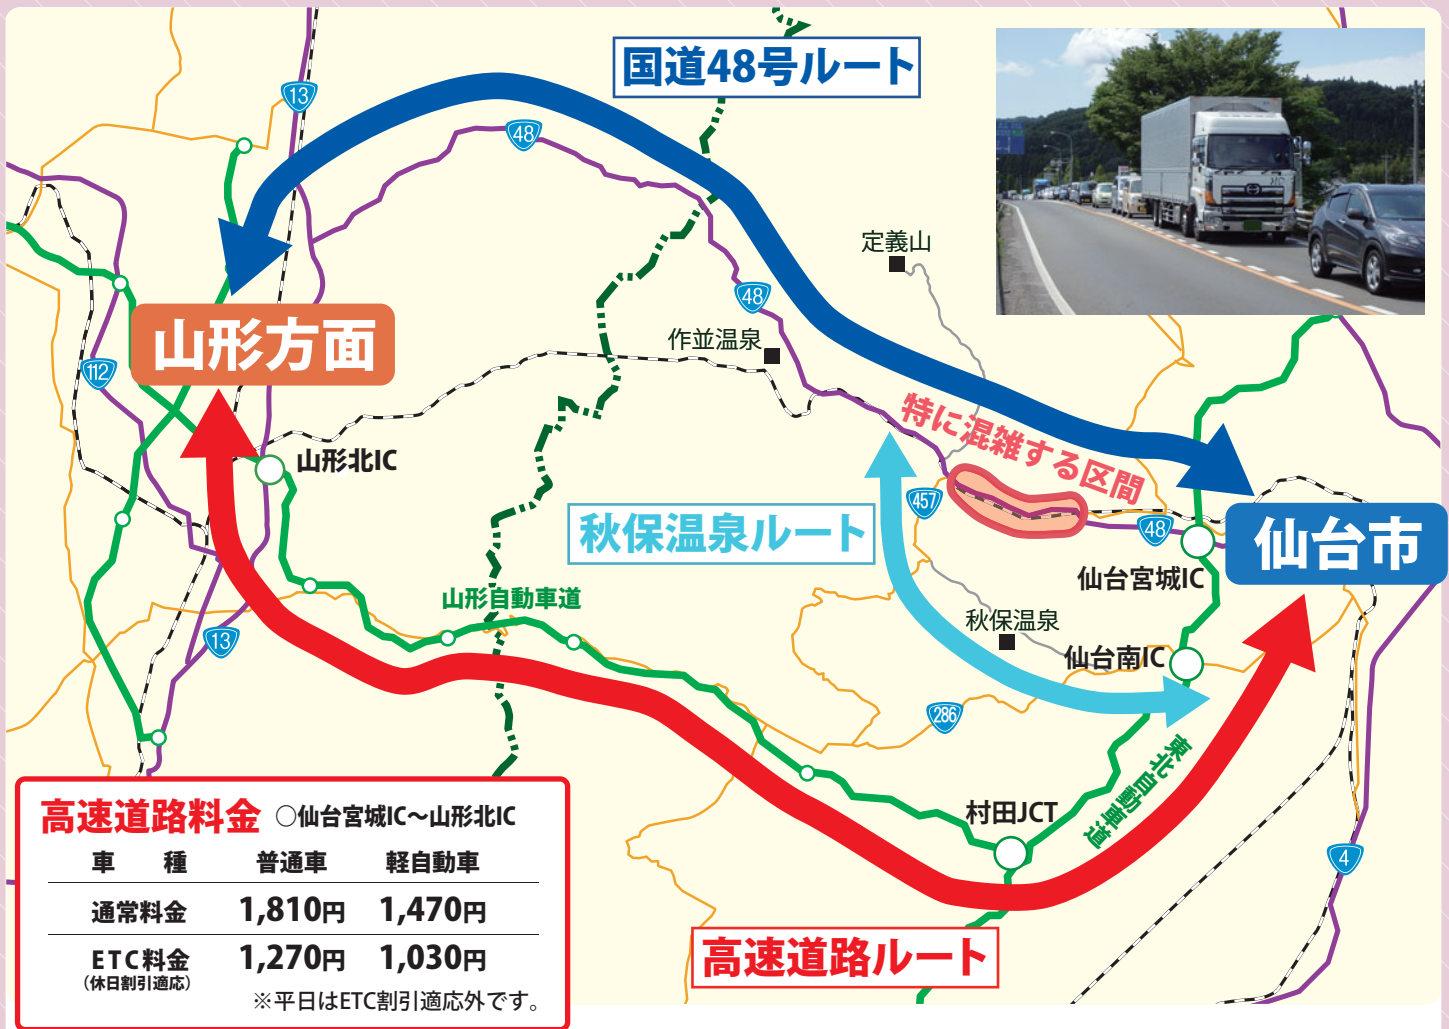 国道48号ルート
13
48
定義山
48
作並温泉
山形方面
112
特に混雑する区間
山形北IC
457
48
秋保温泉ルート
仙台市
仙台宮城IC
山形自動車道
秋保温泉
13
仙台南IC
286
東北自動車道
村田JCT
4
高速道路ルート
高速道路料金 ○仙台宮城IC〜山形北IC
車　種 普通車 軽自動車
通常料金 1,810円 1,470円
ETC料金 1,270円 1,030円
(休日割引適応)
※平日はETC割引適応外です。